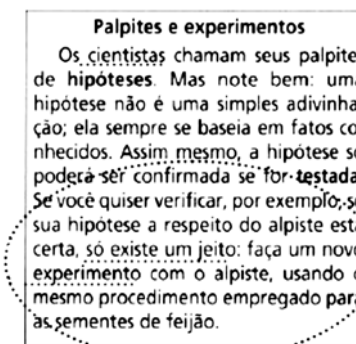 Palpites e experimentos
Os cientistas chamam seus palpite
de hipóteses. Mas note bem: uma
hipótese não é uma simples adivinha
ção; ela sempre se baseia em fatos co
nhecidos. Assim mesmo, a hipótese s
poderá ser confirmada se for testada
Se você quiser verificar, por exemplo, se
sua hipótese a respeito do alpiste está
certa, só existe um jeito: faça um novo
experimento com o alpiste, usando o
mesmo procedimento empregado para
as sementes de feijão.